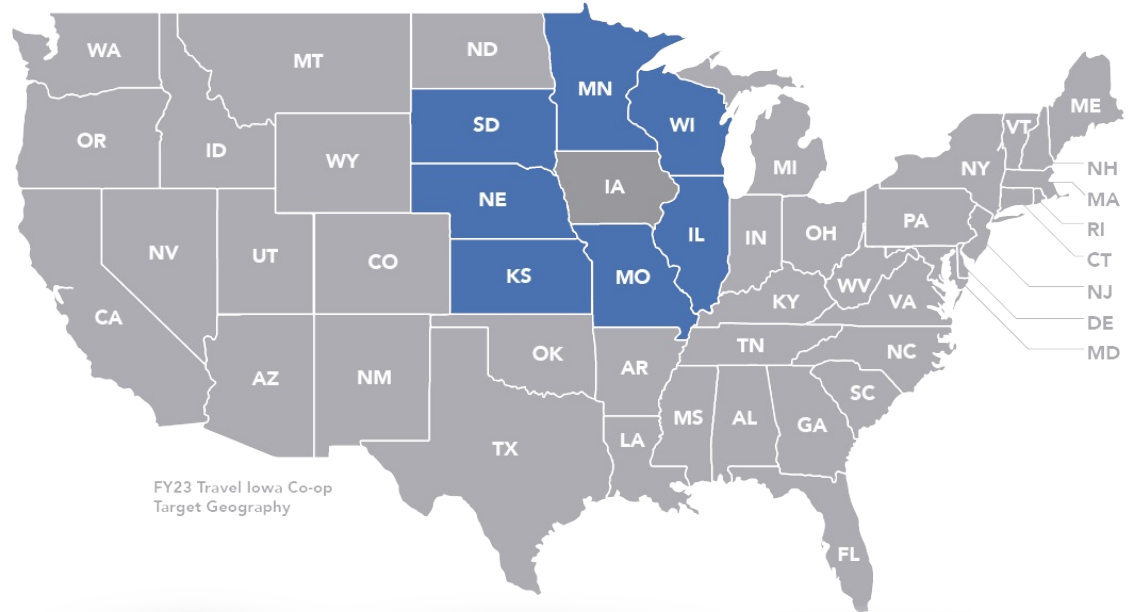 WA
MT
ND
MN
ME
OR
ID
SD
WI
VT
WY
MI
NY
NH
IA
MA
NE
PA
RI
NV
UT
CO
IL
IN
OH
CT
KS
MO
WV
NJ
CA
KY
VA
DE
OK
TN
NC
MD
AZ
NM
AR
SC
MS
AL
GA
TX
LA
FY23 Travel Iowa Co-op
Target Geography
FL